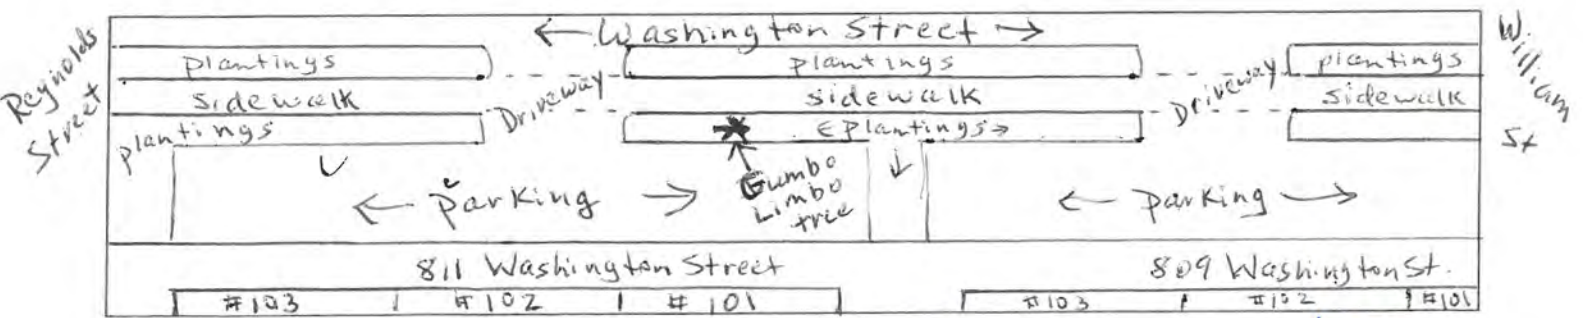 ← Washington Street →
Reynolds Street
William St
plantings
plantings
plantings
Driveway
Driveway
sidewalk
sidewalk
sidewalk
plantings
← Plantings →
Gumbo Limbo tree
← Parking →
← parking →
811 Washington Street
809 Washington St.
#103
#102
#101
#103
#102
#101